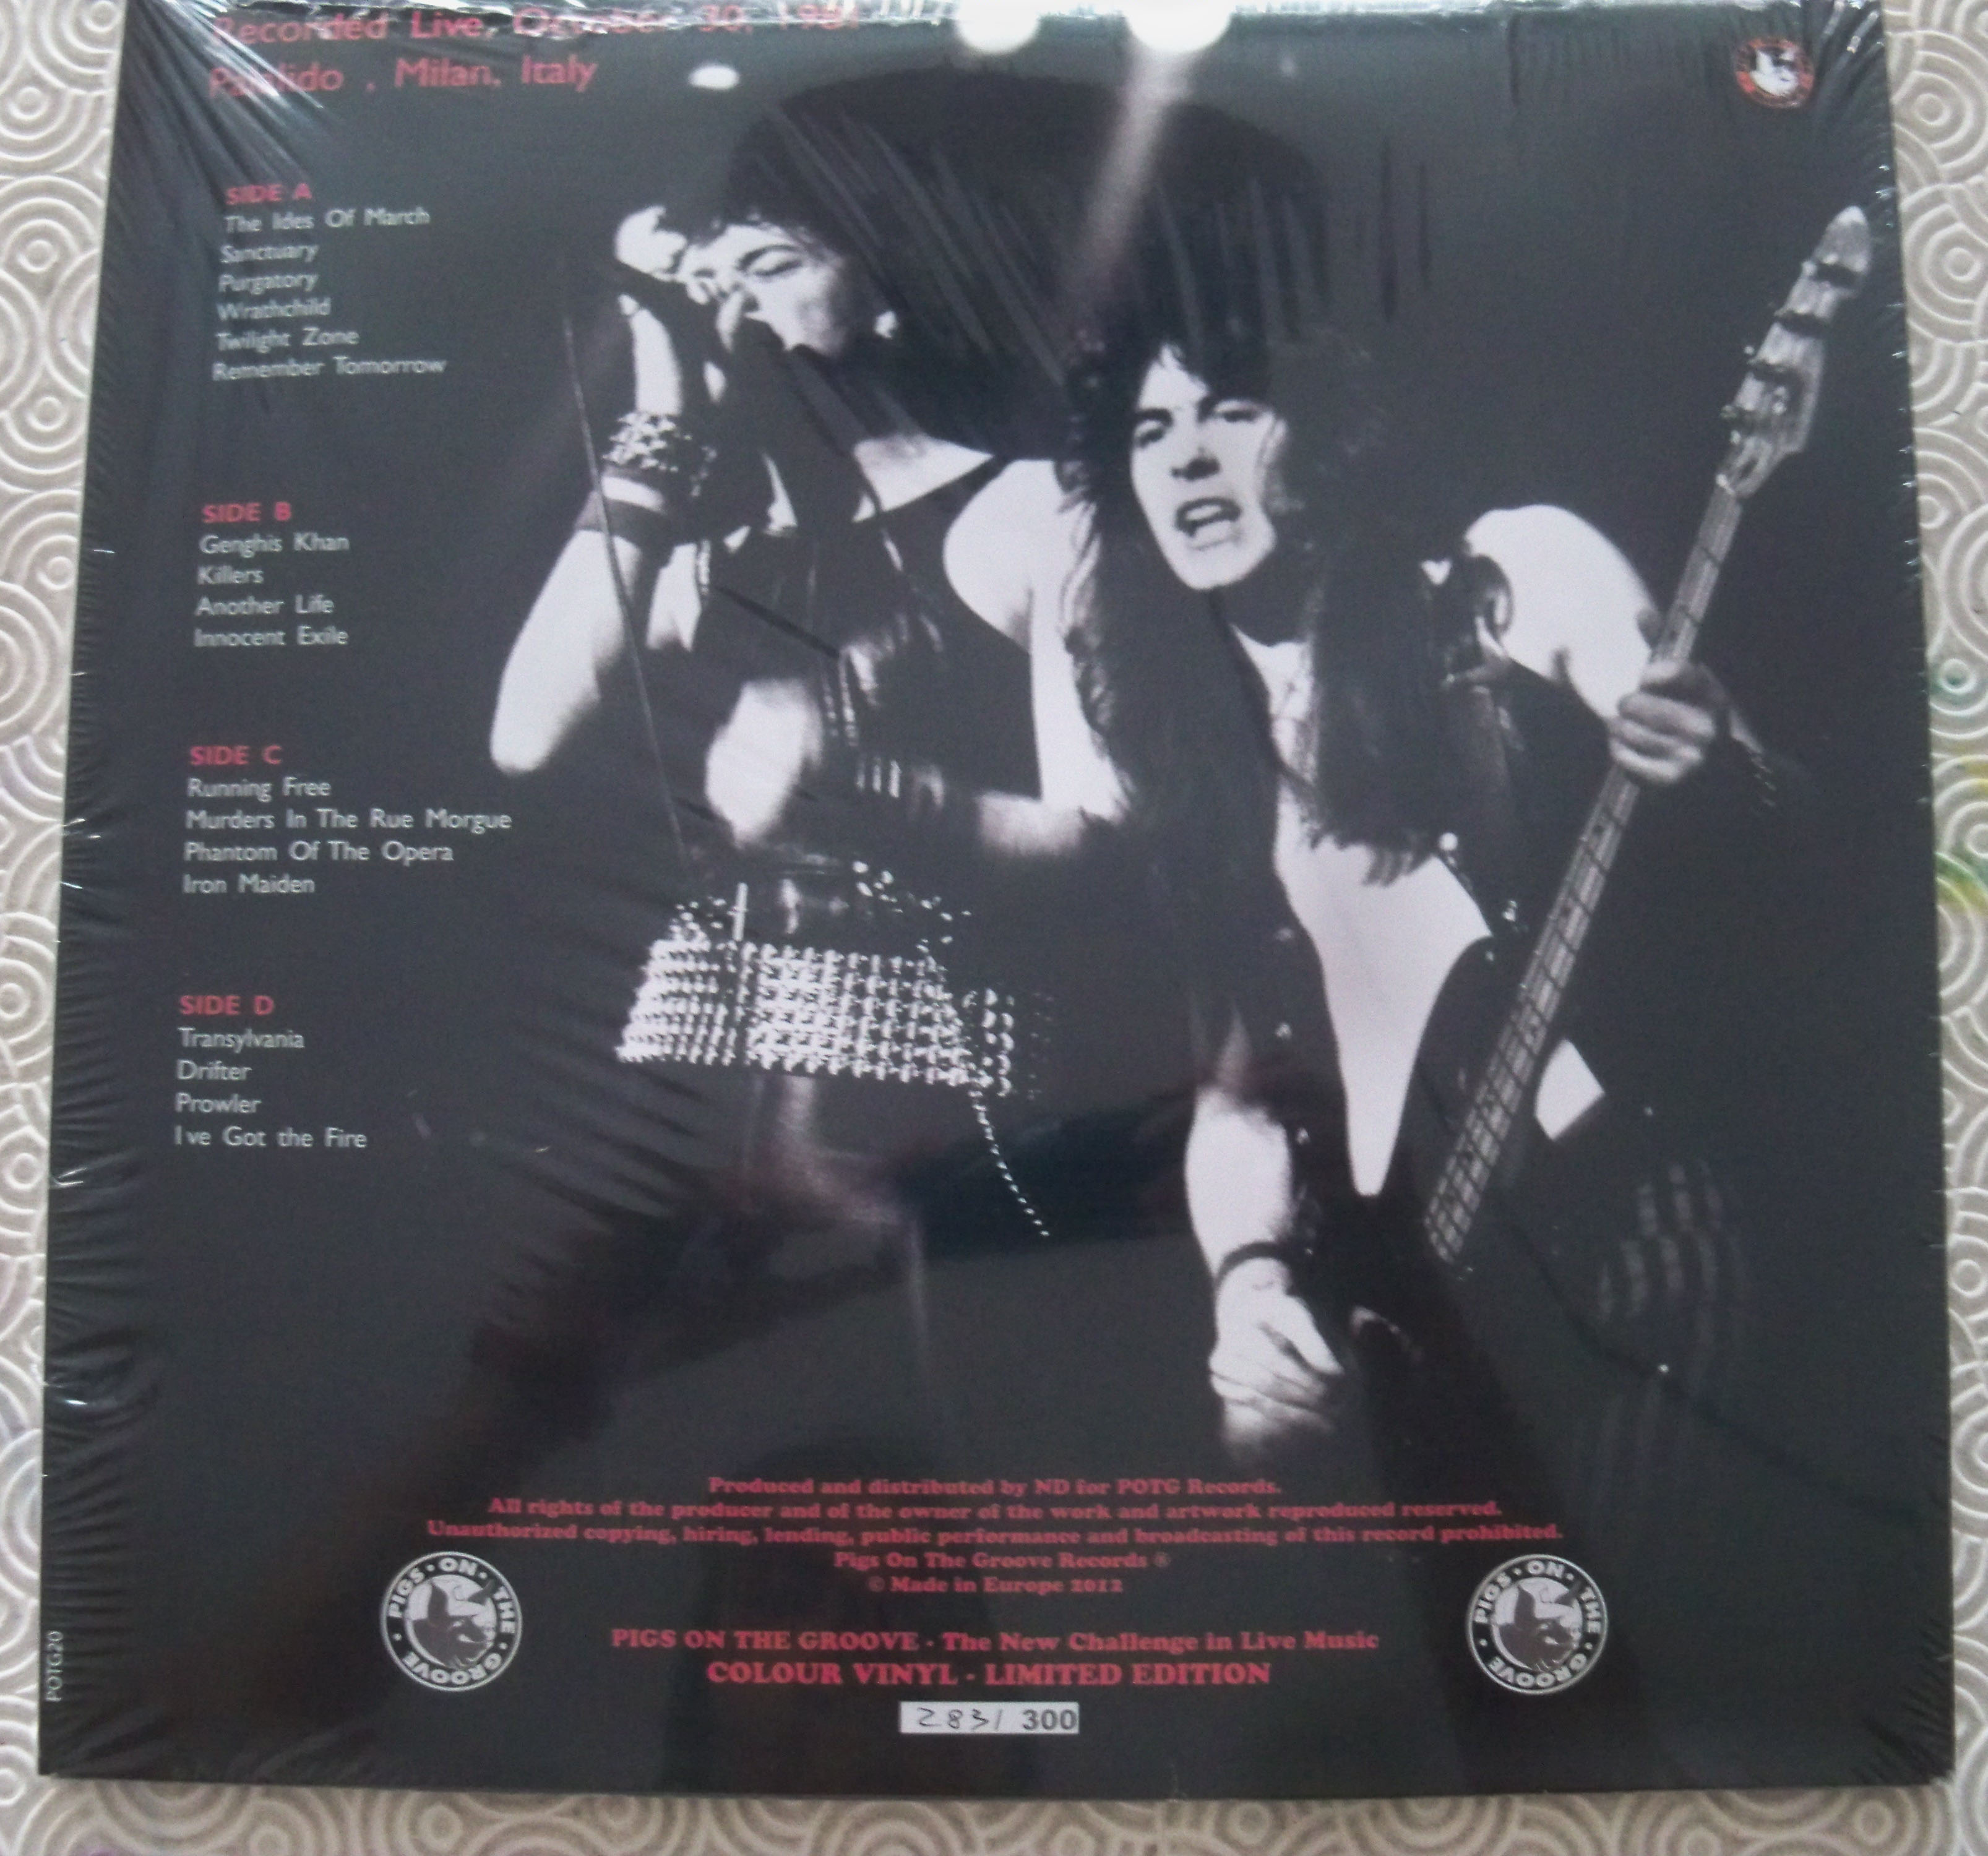 Recorded Live, October 30, 1981
Palalido , Milan, Italy
SIDE A
The Ides Of March
Sanctuary
Purgatory
Wrathchild
Twilight Zone
Remember Tomorrow
SIDE B
Genghis Khan
Killers
Another Life
Innocent Exile
SIDE C
Running Free
Murders In The Rue Morgue
Phantom Of The Opera
Iron Maiden
SIDE D
Transylvania
Drifter
Prowler
I ve Got the Fire
Produced and distributed by ND for POTG Records.
All rights of the producer and of the owner of the work and artwork reproduced reserved.
Unauthorized copying, hiring, lending, public performance and broadcasting of this record prohibited.
Pigs On The Groove Records ®
© Made in Europe 2012
PIGS ON THE GROOVE - The New Challenge in Live Music
COLOUR VINYL - LIMITED EDITION
283/ 300
PIGS • ON • THE • GROOVE •
PIGS • ON • THE • GROOVE •
POTG20